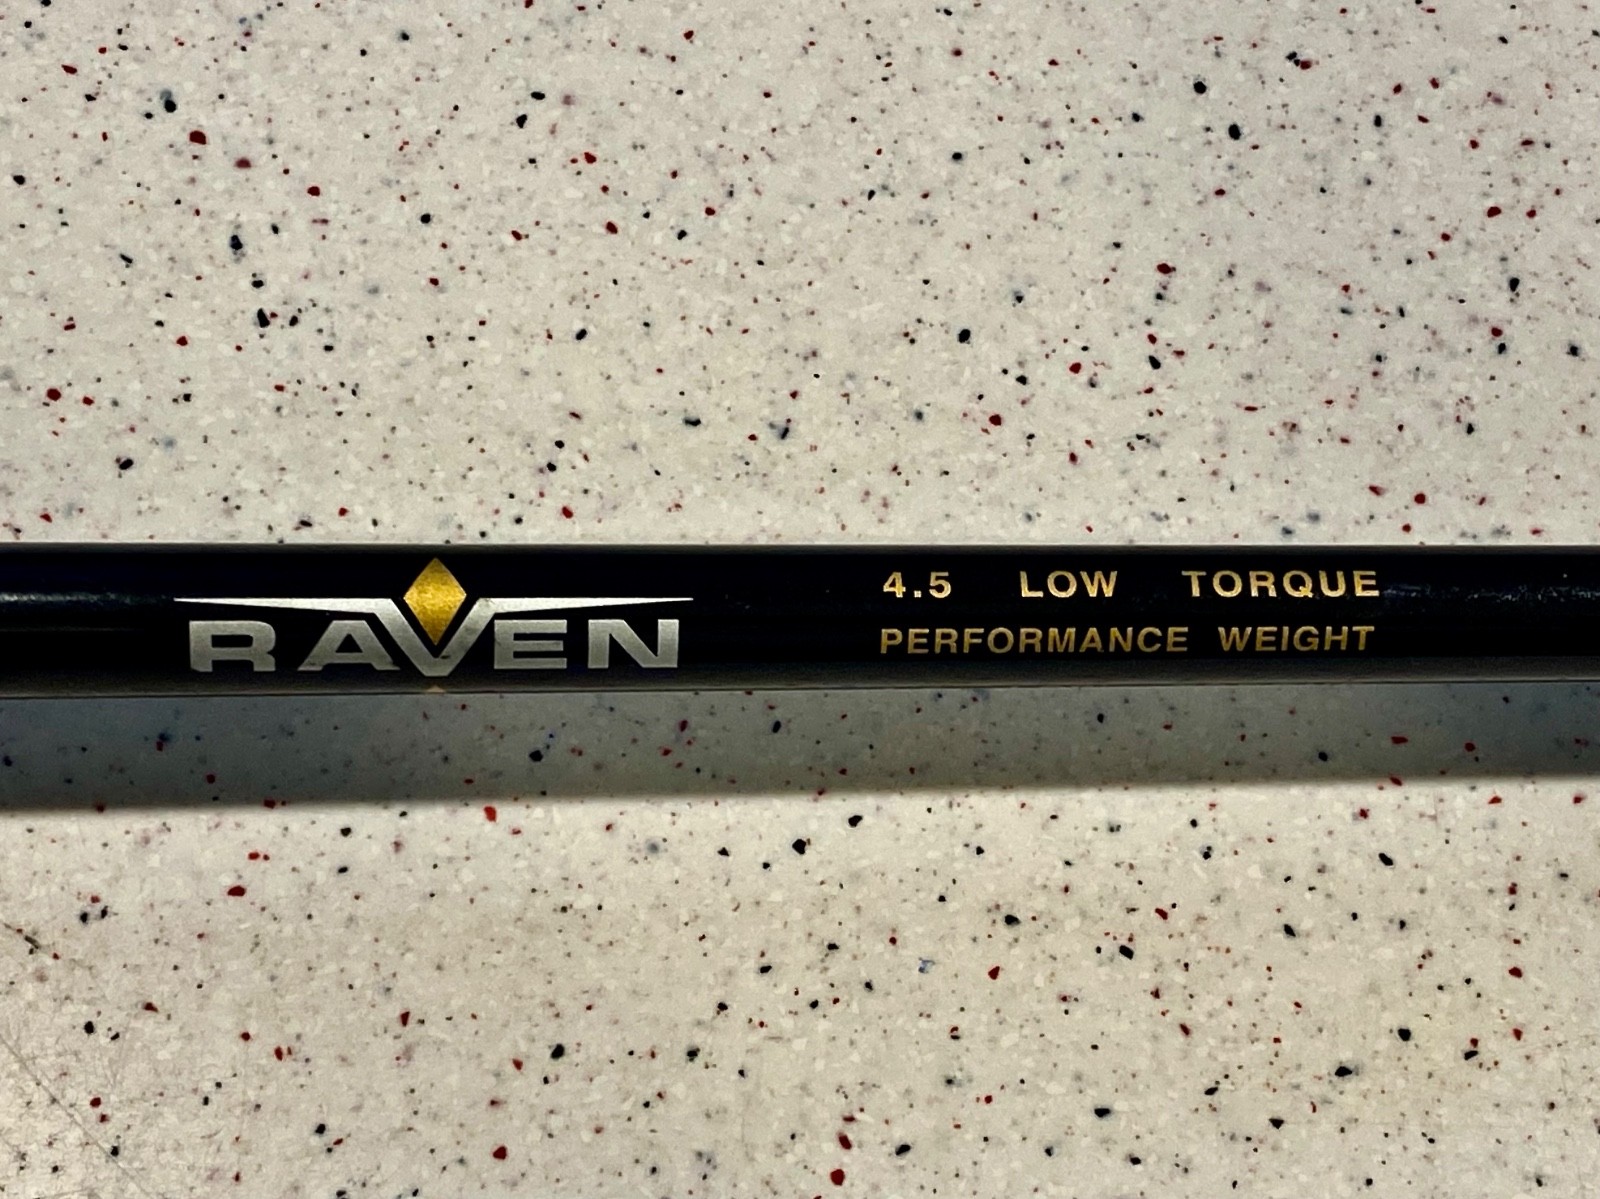 RAVEN
4.5 LOW TORQUE
PERFORMANCE WEIGHT